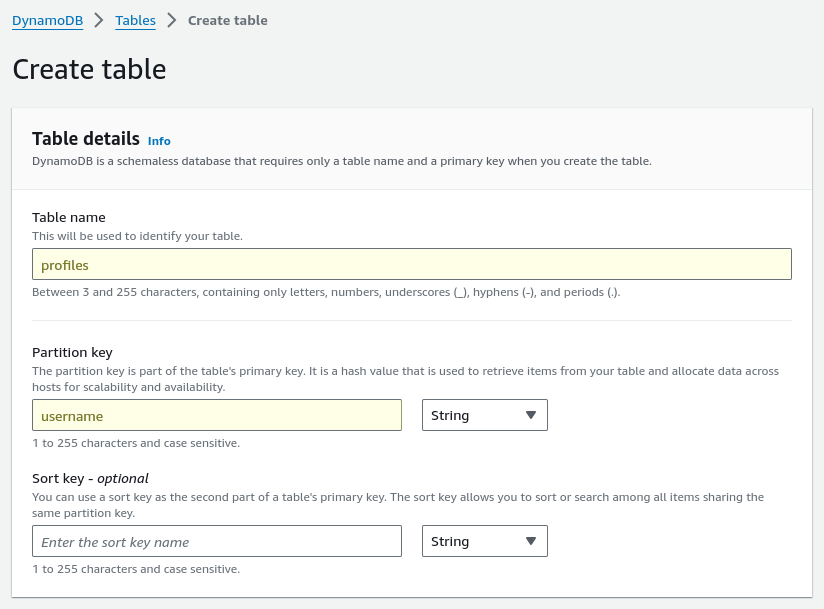 DynamoDB > Tables > Create table
Create table
Table details Info
DynamoDB is a schemaless database that requires only a table name and a primary key when you create the table.
Table name
This will be used to identify your table.
profiles
Between 3 and 255 characters, containing only letters, numbers, underscores (_), hyphens (-), and periods (.).
Partition key
The partition key is part of the table's primary key. It is a hash value that is used to retrieve items from your table and allocate data across
hosts for scalability and availability.
username String
1 to 255 characters and case sensitive.
Sort key - optional
You can use a sort key as the second part of a table's primary key. The sort key allows you to sort or search among all items sharing the
same partition key.
Enter the sort key name String
1 to 255 characters and case sensitive.